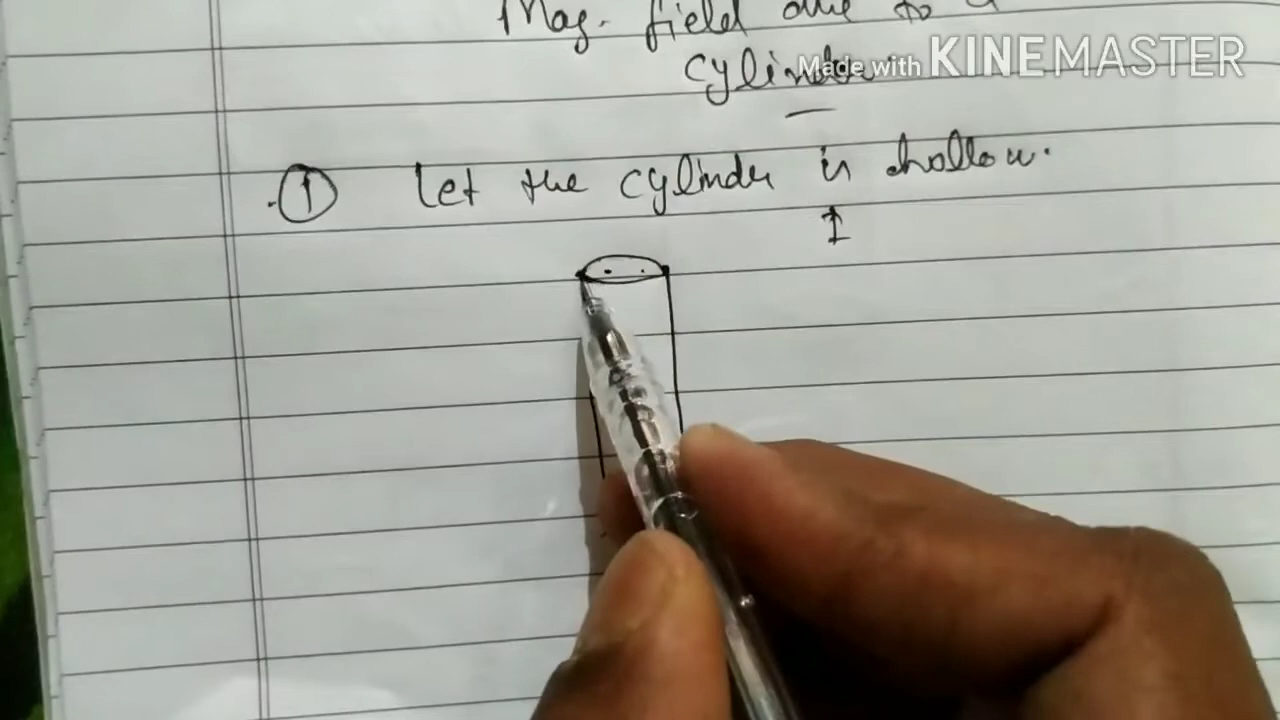 Mag. field due to a
cylinder
Made with KINEMASTER
① Let the cylinder is hollow.